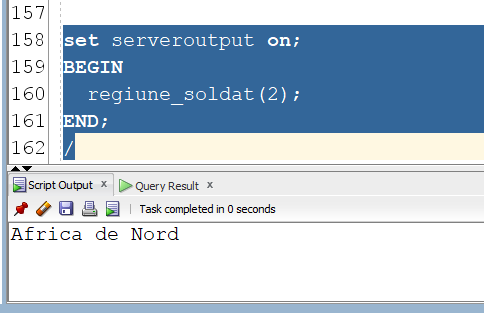 157
158 set serveroutput on;
159 BEGIN
160 regiune_soldat(2);
161 END;
162 /
Script Output x Query Result x
Task completed in 0 seconds
Africa de Nord